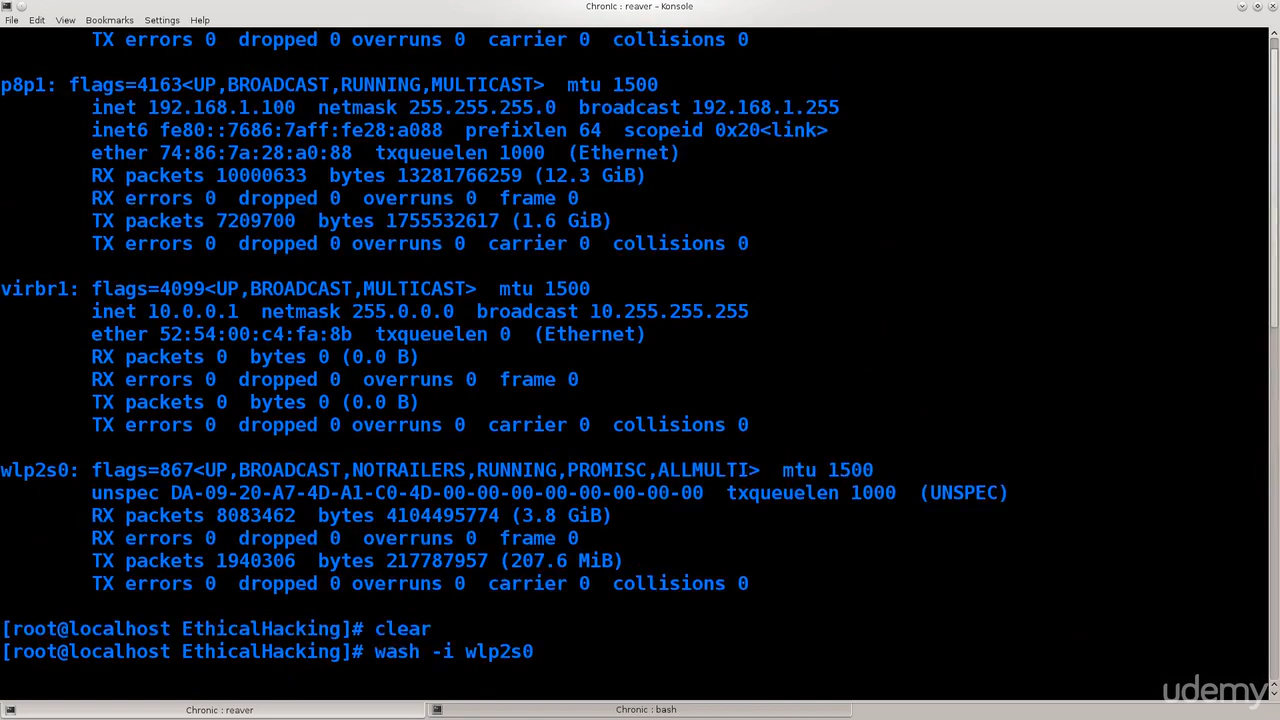 Chronic : reaver – Konsole
File Edit View Bookmarks Settings Help
TX errors 0 dropped 0 overruns 0 carrier 0 collisions 0
p8p1: flags=4163<UP,BROADCAST,RUNNING,MULTICAST> mtu 1500
inet 192.168.1.100 netmask 255.255.255.0 broadcast 192.168.1.255
inet6 fe80::7686:7aff:fe28:a088 prefixlen 64 scopeid 0x20<link>
ether 74:86:7a:28:a0:88 txqueuelen 1000 (Ethernet)
RX packets 10000633 bytes 13281766259 (12.3 GiB)
RX errors 0 dropped 0 overruns 0 frame 0
TX packets 7209700 bytes 1755532617 (1.6 GiB)
TX errors 0 dropped 0 overruns 0 carrier 0 collisions 0
virbr1: flags=4099<UP,BROADCAST,MULTICAST> mtu 1500
inet 10.0.0.1 netmask 255.0.0.0 broadcast 10.255.255.255
ether 52:54:00:c4:fa:8b txqueuelen 0 (Ethernet)
RX packets 0 bytes 0 (0.0 B)
RX errors 0 dropped 0 overruns 0 frame 0
TX packets 0 bytes 0 (0.0 B)
TX errors 0 dropped 0 overruns 0 carrier 0 collisions 0
wlp2s0: flags=867<UP,BROADCAST,NOTRAILERS,RUNNING,PROMISC,ALLMULTI> mtu 1500
unspec DA-09-20-A7-4D-A1-C0-4D-00-00-00-00-00-00-00-00 txqueuelen 1000 (UNSPEC)
RX packets 8083462 bytes 4104495774 (3.8 GiB)
RX errors 0 dropped 0 overruns 0 frame 0
TX packets 1940306 bytes 217787957 (207.6 MiB)
TX errors 0 dropped 0 overruns 0 carrier 0 collisions 0
[root@localhost EthicalHacking]# clear
[root@localhost EthicalHacking]# wash -i wlp2s0
udemy
Chronic : reaver Chronic : bash